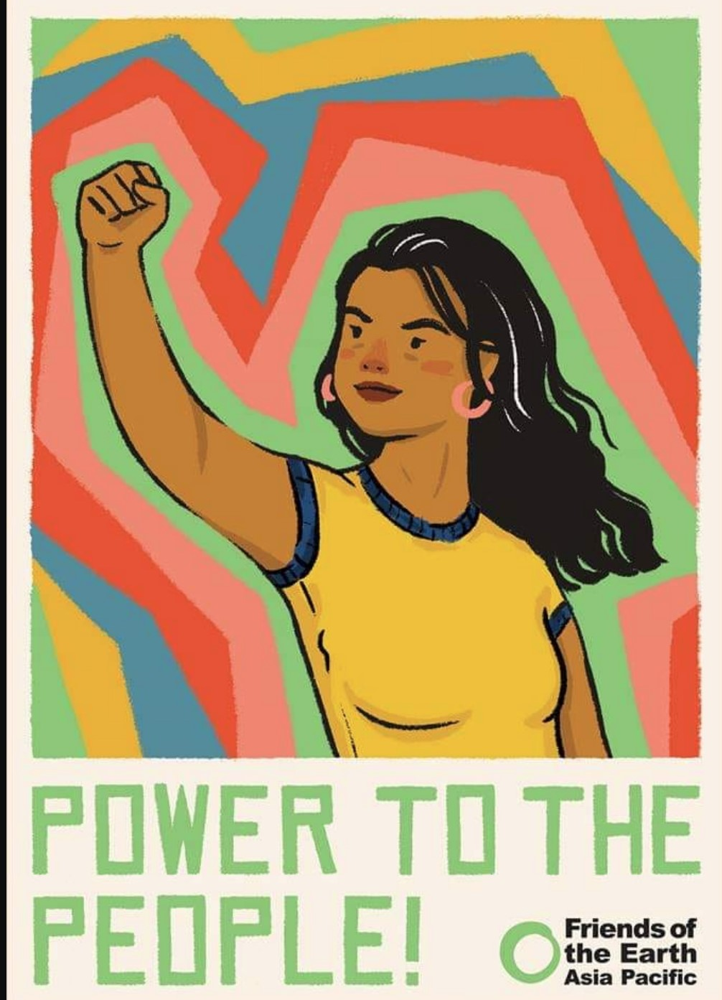 POWER TO THE
PEOPLE!
Friends of
the Earth
Asia Pacific